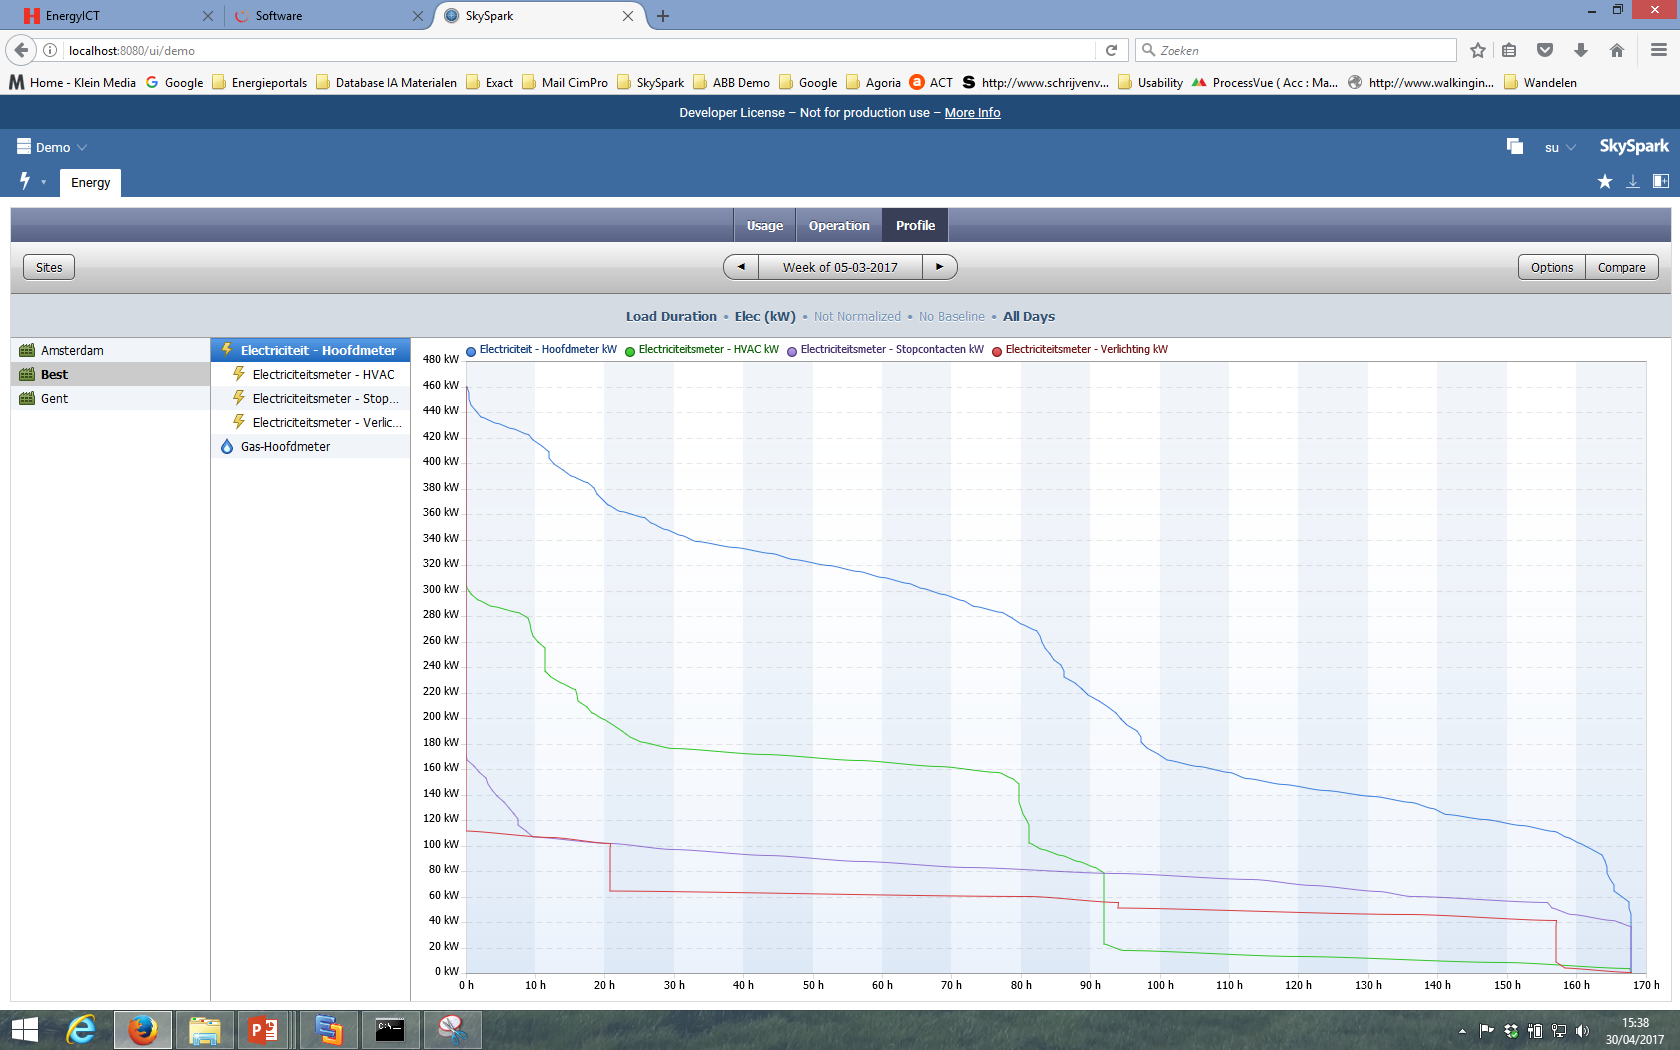 EnergyICT
Software
SkySpark
localhost:8080/ui/demo
Zoeken
Home - Klein Media
Google
Energieportals
Database IA Materialen
Exact
Mail CimPro
SkySpark
ABB Demo
Google
Agoria
ACT
http://www.schrijvenv...
Usability
ProcessVue ( Acc : Ma...
http://www.walkingin...
Wandelen
Developer License – Not for production use – More Info
Demo
su
SkySpark
Energy
Usage
Operation
Profile
Sites
Week of 05-03-2017
Options
Compare
Load Duration • Elec (kW) • Not Normalized • No Baseline • All Days
Amsterdam
Best
Gent
Electriciteit - Hoofdmeter
Electriciteitsmeter - HVAC
Electriciteitsmeter - Stop...
Electriciteitsmeter - Verlic...
Gas-Hoofdmeter
Electriciteit - Hoofdmeter kW
Electriciteitsmeter - HVAC kW
Electriciteitsmeter - Stopcontacten kW
Electriciteitsmeter - Verlichting kW
480 kW
460 kW
440 kW
420 kW
400 kW
380 kW
360 kW
340 kW
320 kW
300 kW
280 kW
260 kW
240 kW
220 kW
200 kW
180 kW
160 kW
140 kW
120 kW
100 kW
80 kW
60 kW
40 kW
20 kW
0 kW
0 h
10 h
20 h
30 h
40 h
50 h
60 h
70 h
80 h
90 h
100 h
110 h
120 h
130 h
140 h
150 h
160 h
170 h
15:38
30/04/2017